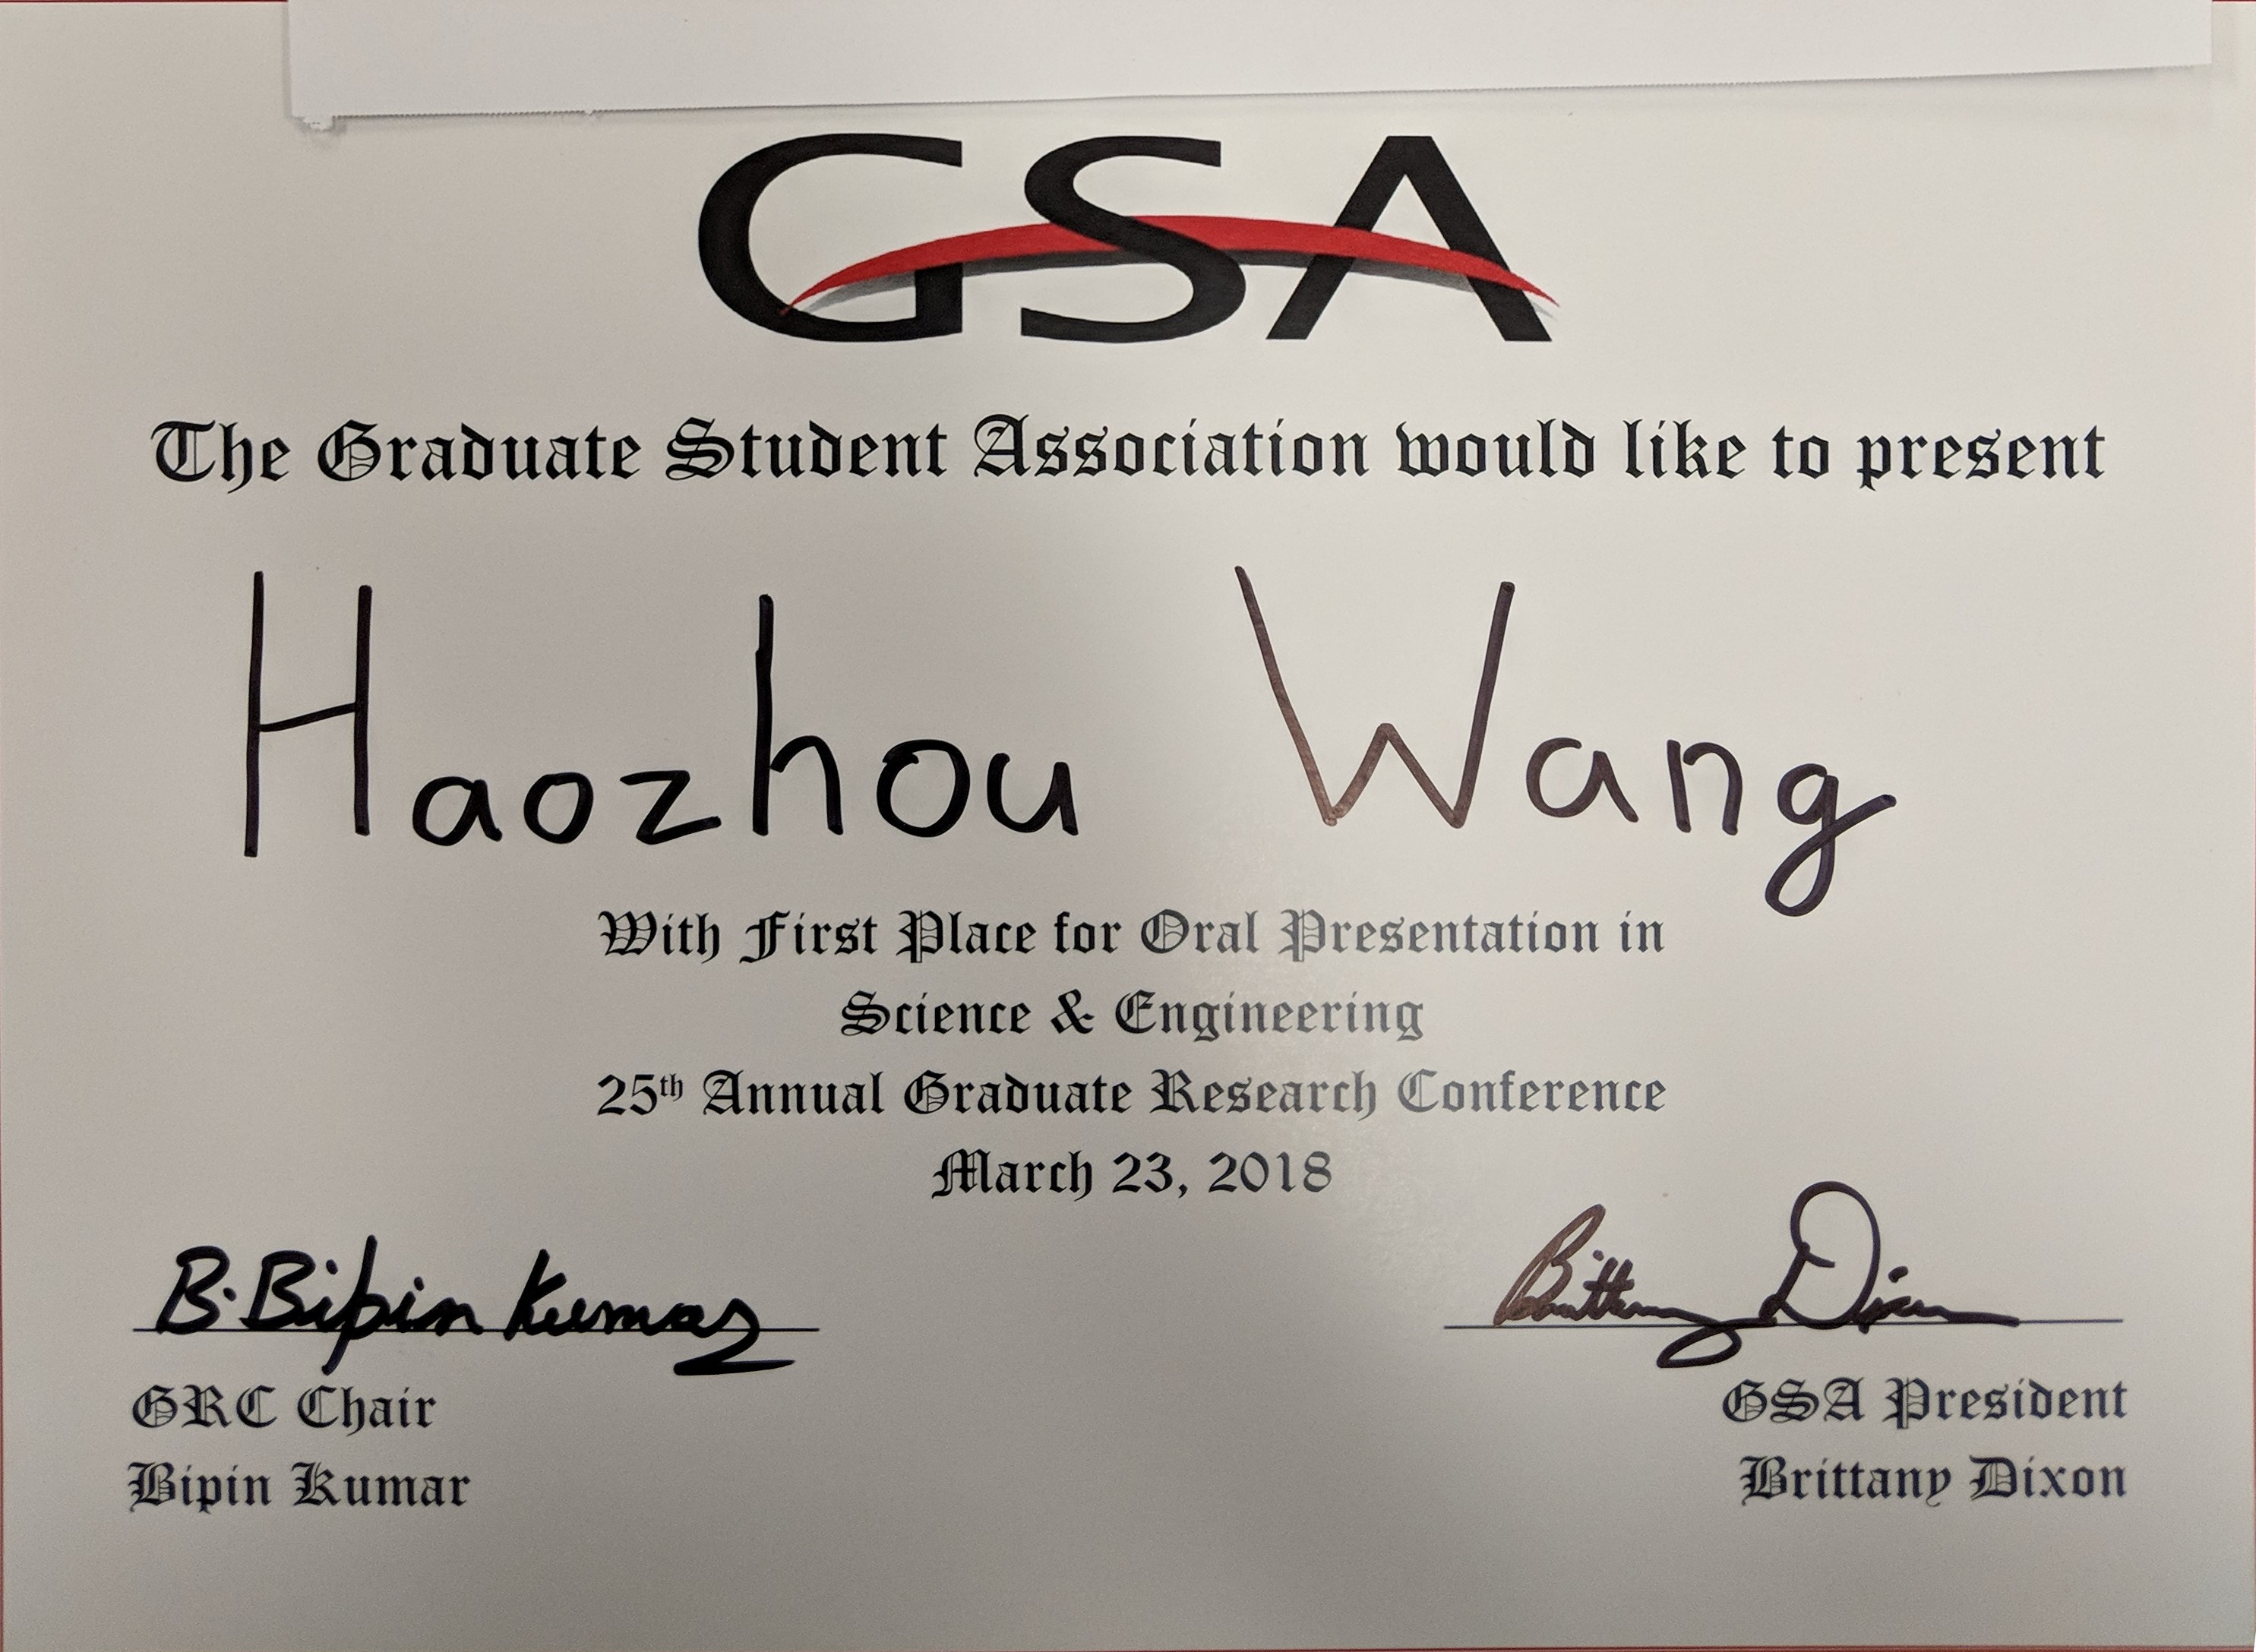 GSA
The Graduate Student Association would like to present
Haozhou Wang
With First Place for Oral Presentation in
Science & Engineering
25th Annual Graduate Research Conference
March 23, 2018
B. Bipin Kumar
Brittany Dixon
GRC Chair
GSA President
Bipin Kumar
Brittany Dixon